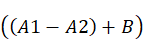 ((A1 − A2) + B)